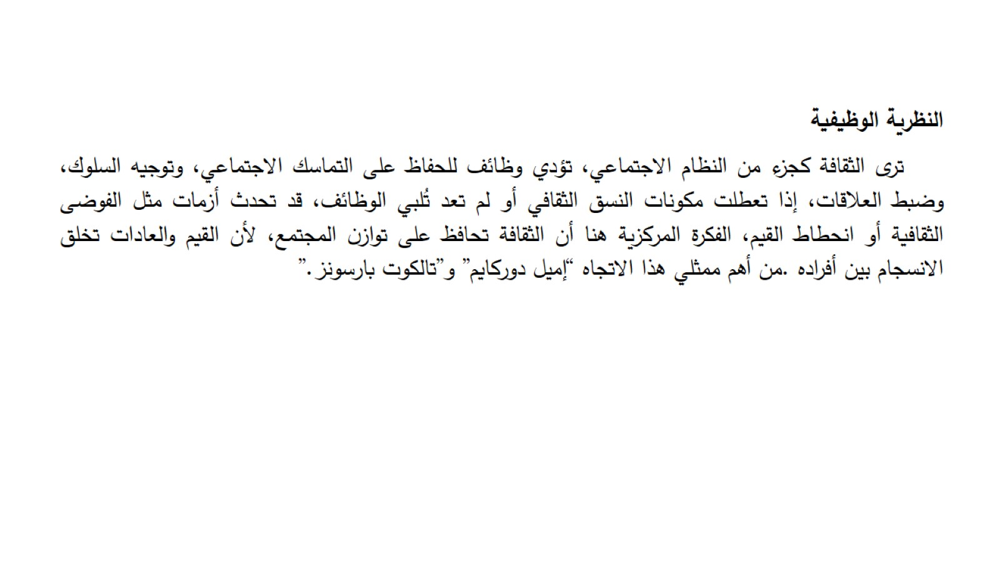 النظرية الوظيفية
ترى الثقافة كجزء من النظام الاجتماعي، تؤدي وظائف للحفاظ على التماسك الاجتماعي، وتوجيه السلوك،
وضبط العلاقات، إذا تعطلت مكونات النسق الثقافي أو لم تعد تُلبي الوظائف، قد تحدث أزمات مثل الفوضى
الثقافية أو انحطاط القيم، الفكرة المركزية هنا أن الثقافة تحافظ على توازن المجتمع، لأن القيم والعادات تخلق
الانسجام بين أفراده .من أهم ممثلي هذا الاتجاه “إميل دوركايم” و”تالكوت بارسونز.”